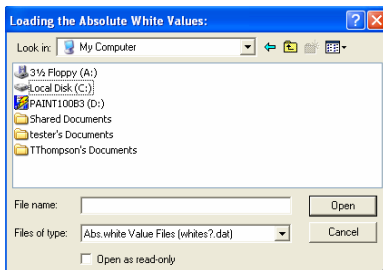 Loading the Absolute White Values:
Look in: My Computer
3½ Floppy (A:)
Local Disk (C:)
PAINT100B3 (D:)
Shared Documents
tester's Documents
TThompson's Documents
File name: Open
Files of type: Abs.white Value Files (whites?.dat) Cancel
Open as read-only